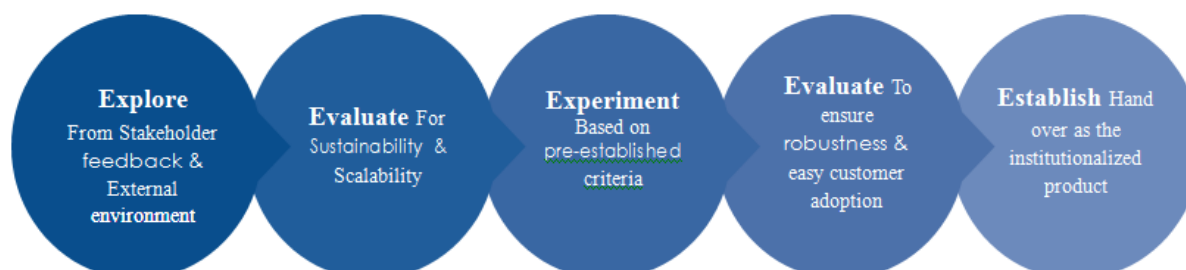 Explore
From Stakeholder
feedback &
External
environment
Evaluate For
Sustainability &
Scalability
Experiment
Based on
pre-established
criteria
Evaluate To
ensure
robustness &
easy customer
adoption
Establish Hand
over as the
institutionalized
product